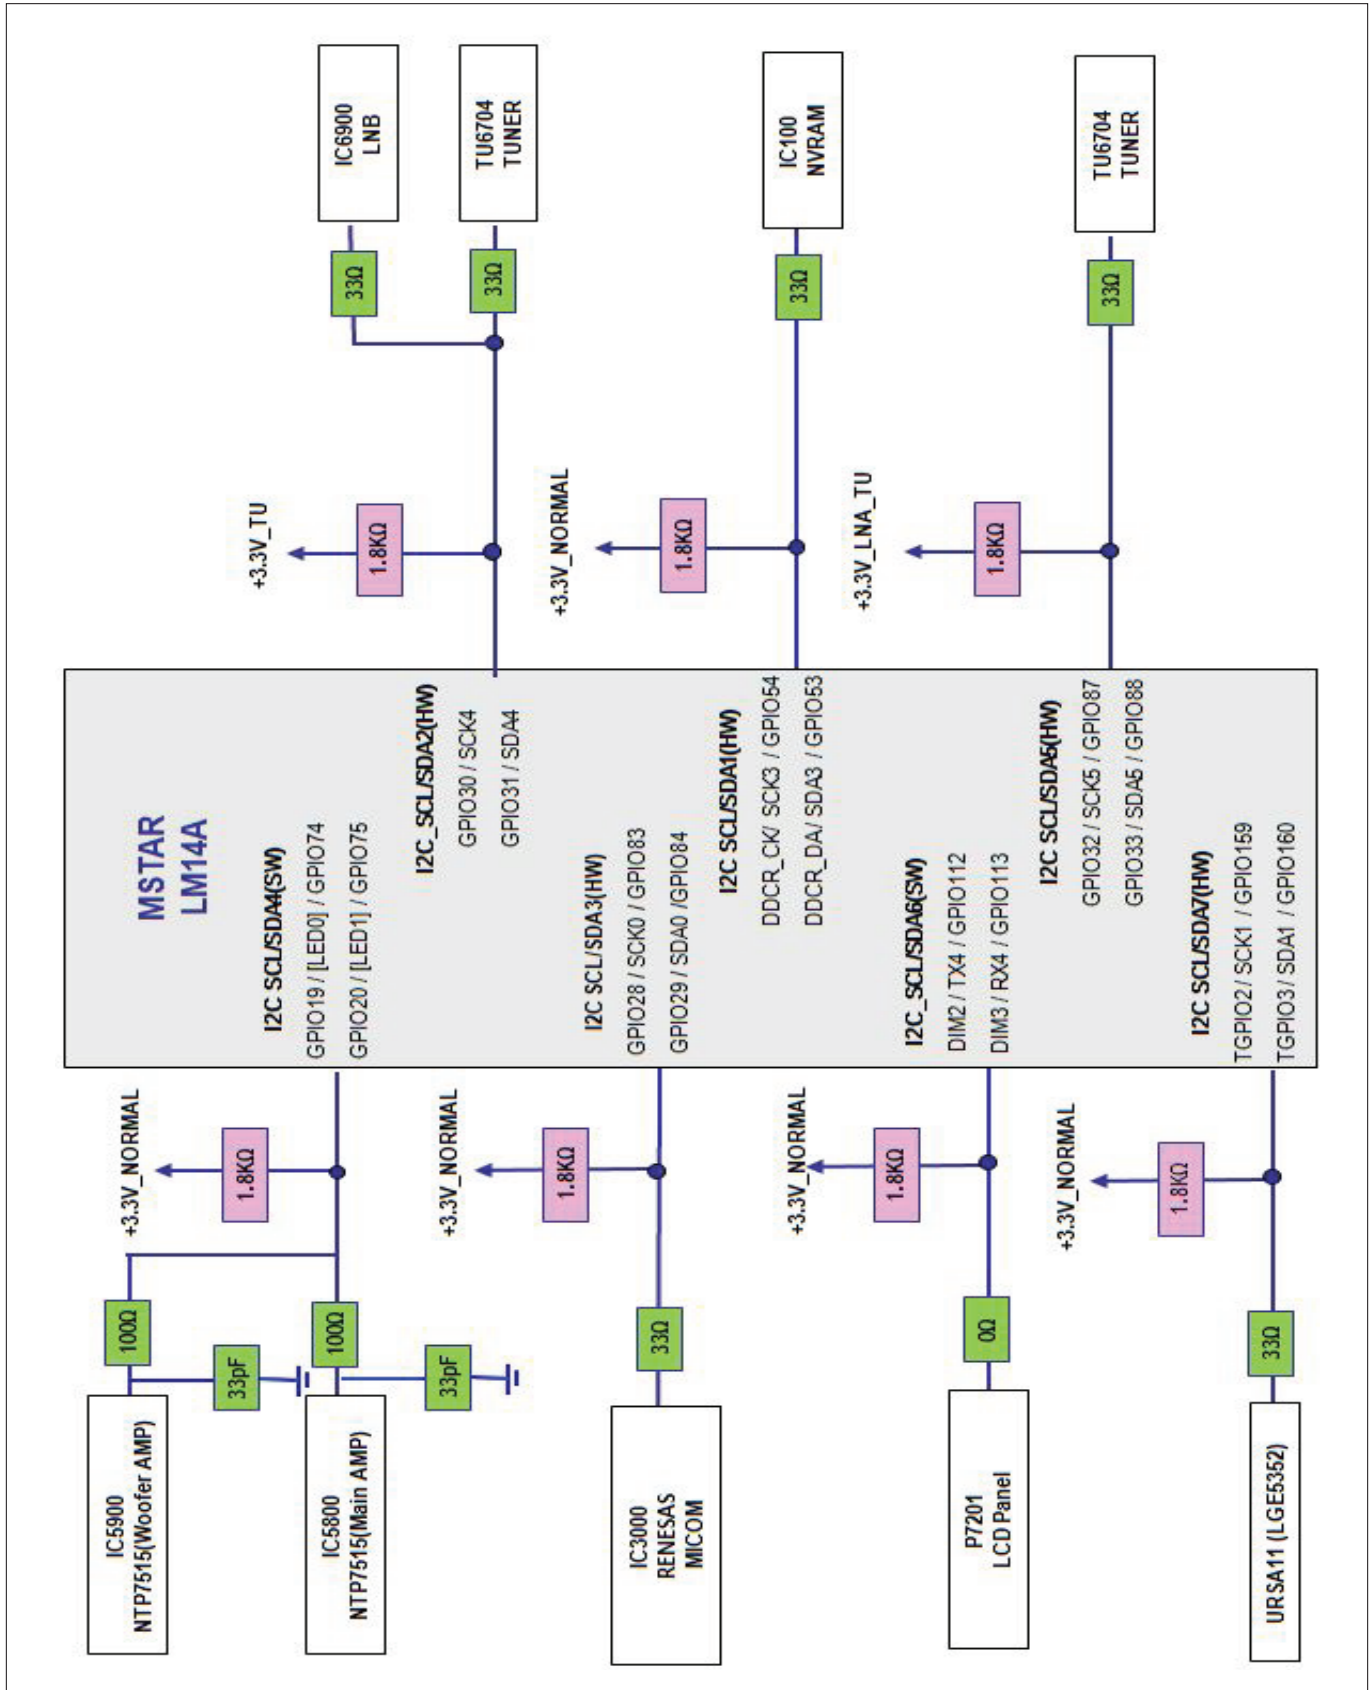 MSTAR
LM14A
IC5900
NTP7515(Woofer AMP)
100Ω
33pF
+3.3V_NORMAL
1.8KΩ
I2C SCL/SDA4(SW)
GPIO19 / [LED0] / GPIO74
GPIO20 / [LED1] / GPIO75
IC5800
NTP7515(Main AMP)
100Ω
33pF
IC3000
RENESAS
MICOM
33Ω
+3.3V_NORMAL
1.8KΩ
I2C SCL/SDA3(HW)
GPIO28 / SCK0 / GPIO83
GPIO29 / SDA0 /GPIO84
P7201
LCD Panel
0Ω
+3.3V_NORMAL
1.8KΩ
I2C_SCL/SDA6(SW)
DIM2 / TX4 / GPIO112
DIM3 / RX4 / GPIO113
URSA11 (LGE5352)
33Ω
+3.3V_NORMAL
1.8KΩ
I2C SCL/SDA7(HW)
TGPIO2/ SCK1 / GPIO159
TGPIO3/ SDA1 / GPIO160
I2C_SCL/SDA2(HW)
GPIO30 / SCK4
GPIO31 / SDA4
+3.3V_TU
1.8KΩ
33Ω
IC6900
LNB
33Ω
TU6704
TUNER
I2C SCL/SDA1(HW)
DDCR_CK/ SCK3 / GPIO54
DDCR_DA/ SDA3 / GPIO53
+3.3V_NORMAL
1.8KΩ
33Ω
IC100
NVRAM
I2C SCL/SDA5(HW)
GPIO32 / SCK5 / GPIO87
GPIO33 / SDA5 / GPIO88
+3.3V_LNA_TU
1.8KΩ
33Ω
TU6704
TUNER